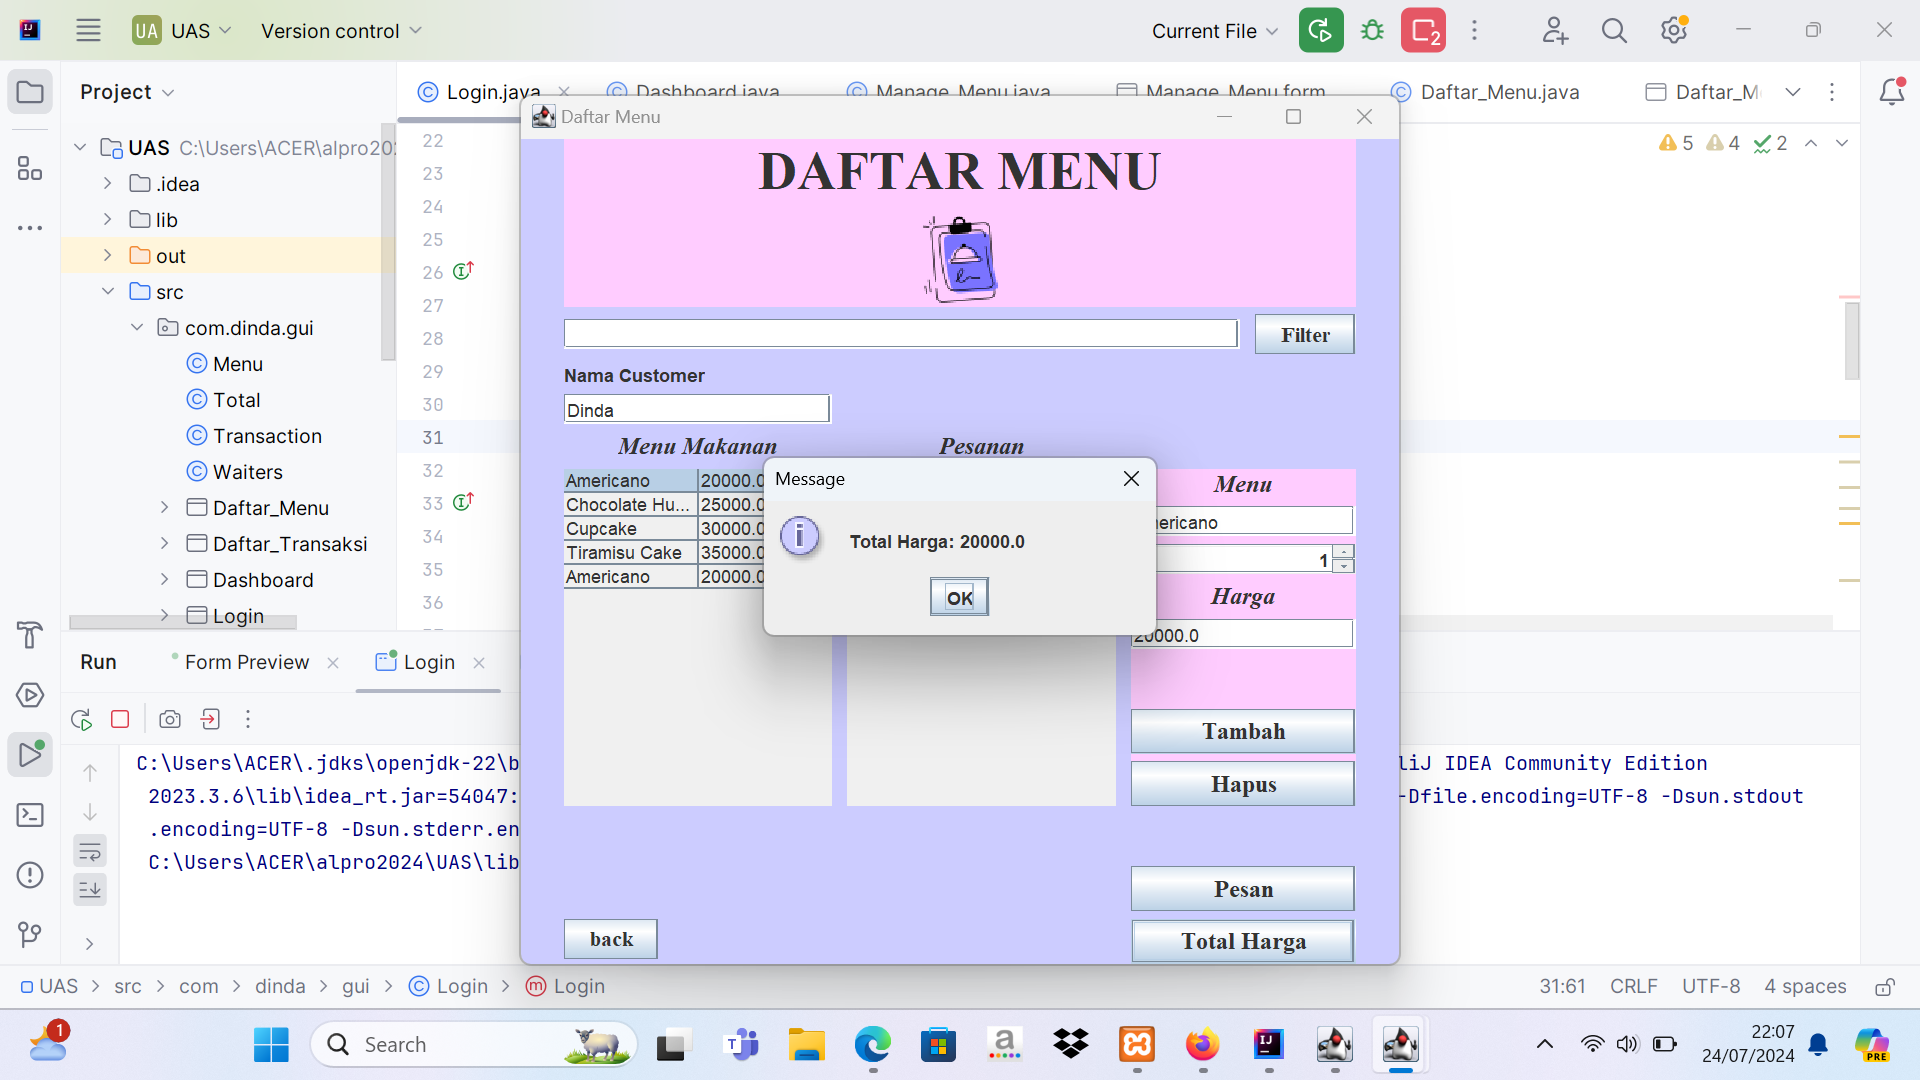 UA UAS Version control Current File 2
Project Login.java Dashboard.java Manage_Menu.java Manage_Menu.form Daftar_Menu.java
UAS C:\Users\ACER\alpro20
.idea
lib
out
src
com.dinda.gui
Menu
Total
Transaction
Waiters
Daftar_Menu
Daftar_Transaksi
Dashboard
Login
22
23
24
25
26
27
28
29
30
31
32
33
34
35
36
5 4 2
Daftar Menu
DAFTAR MENU
Filter
Nama Customer
Dinda
Menu Makanan Pesanan
Americano 20000.0
Chocolate Hu... 25000.0
Cupcake 30000.0
Tiramisu Cake 35000.0
Americano 20000.0
Message
Total Harga: 20000.0
OK
Menu
1
Harga
20000.0
Tambah
Hapus
Pesan
Total Harga
back
Run Form Preview Login
C:\Users\ACER\.jdks\openjdk-22\b liJ IDEA Community Edition
2023.3.6\lib\idea_rt.jar=54047: -Dfile.encoding=UTF-8 -Dsun.stdout
.encoding=UTF-8 -Dsun.stderr.en
C:\Users\ACER\alpro2024\UAS\lib
UAS > src > com > dinda > gui > Login > Login 31:61 CRLF UTF-8 4 spaces
1 Search 22:07
24/07/2024
PRE